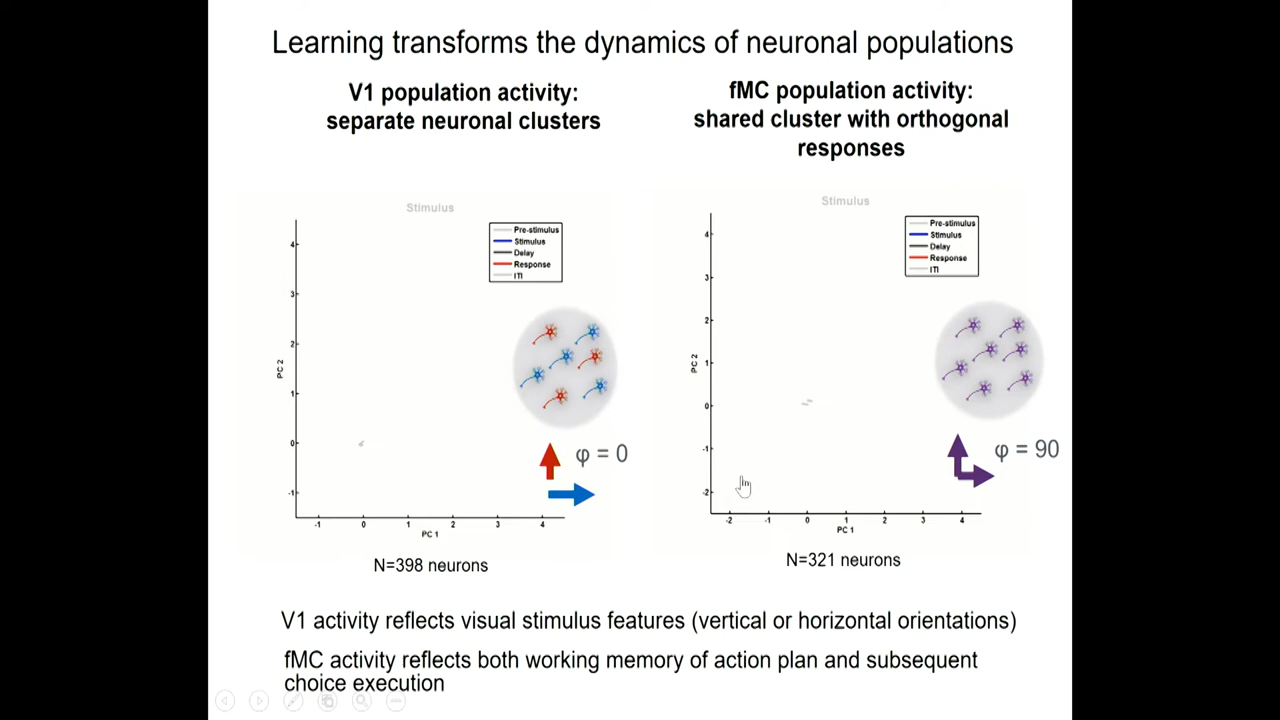 Learning transforms the dynamics of neuronal populations
V1 population activity:
separate neuronal clusters
fMC population activity:
shared cluster with orthogonal
responses
Stimulus
Pre-stimulus
Stimulus
Delay
Response
ITI
4
3
2
1
0
-1
PC 2
-1
0
1
2
3
4
PC 1
φ = 0
N=398 neurons
Stimulus
Pre-stimulus
Stimulus
Delay
Response
ITI
4
3
2
1
0
-1
-2
PC 2
-2
-1
0
1
2
3
4
PC 1
φ = 90
N=321 neurons
V1 activity reflects visual stimulus features (vertical or horizontal orientations)
fMC activity reflects both working memory of action plan and subsequent
choice execution